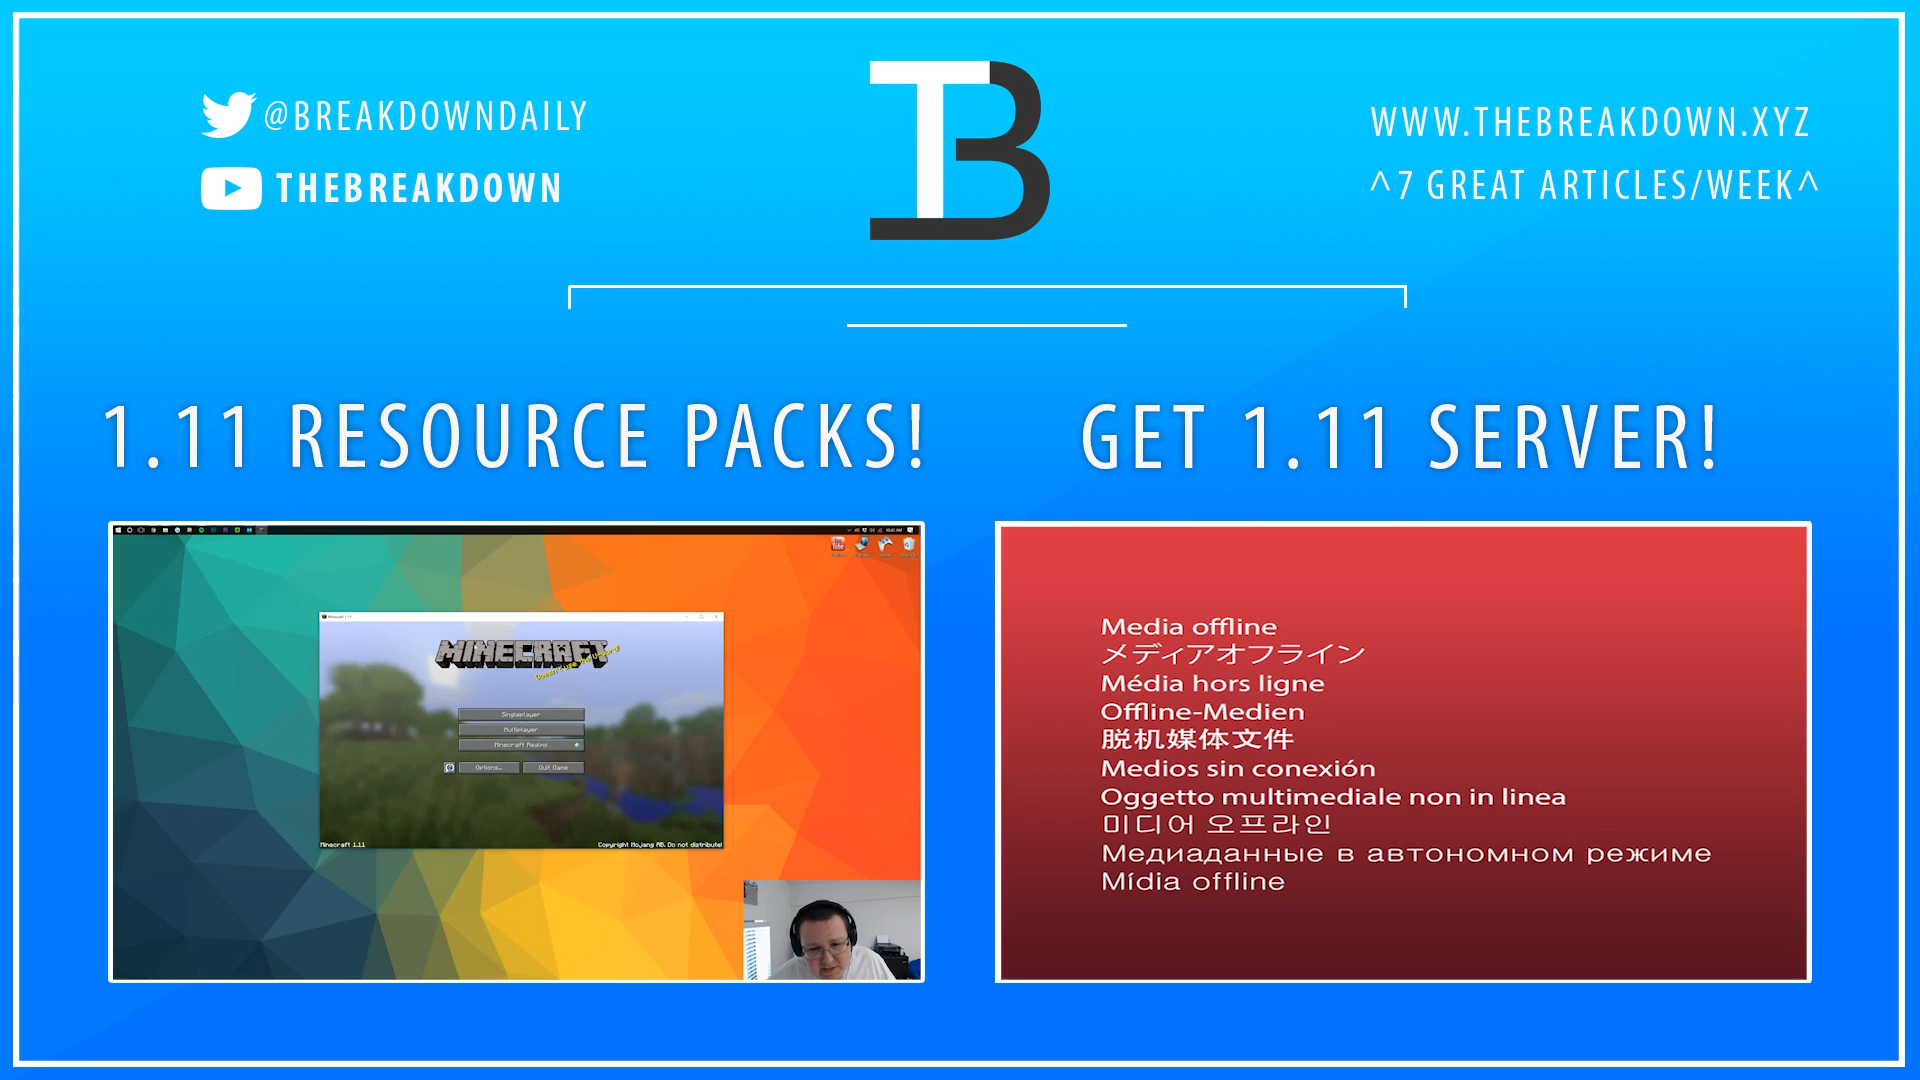 @BREAKDOWNDAILY
THEBREAKDOWN
TB
WWW.THEBREAKDOWN.XYZ
^7 GREAT ARTICLES/WEEK^
1.11 RESOURCE PACKS!
GET 1.11 SERVER!
Minecraft 1.11
MINECRAFT
Singleplayer
Multiplayer
Minecraft Realms
Options...
Quit Game
Minecraft 1.11
Copyright Mojang AB. Do not distribute!
Media offline
メディアオフライン
Média hors ligne
Offline-Medien
脱机媒体文件
Medios sin conexión
Oggetto multimediale non in linea
미디어 오프라인
Медиаданные в автономном режиме
Mídia offline